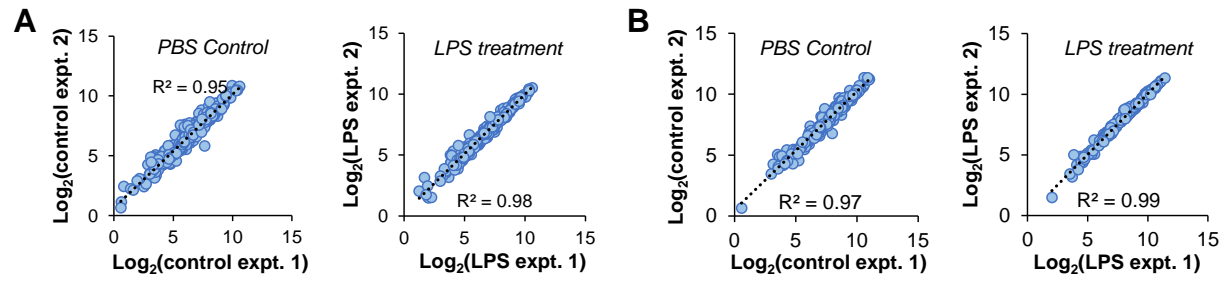 A
Log₂(control expt. 2)
15
10
5
0
PBS Control
R² = 0.95
0 5 10 15
Log₂(control expt. 1)
Log₂(LPS expt. 2)
15
10
5
0
LPS treatment
R² = 0.98
0 5 10 15
Log₂(LPS expt. 1)
B
Log₂(control expt. 2)
15
10
5
0
PBS Control
R² = 0.97
0 5 10 15
Log₂(control expt. 1)
Log₂(LPS expt. 2)
15
10
5
0
LPS treatment
R² = 0.99
0 5 10 15
Log₂(LPS expt. 1)